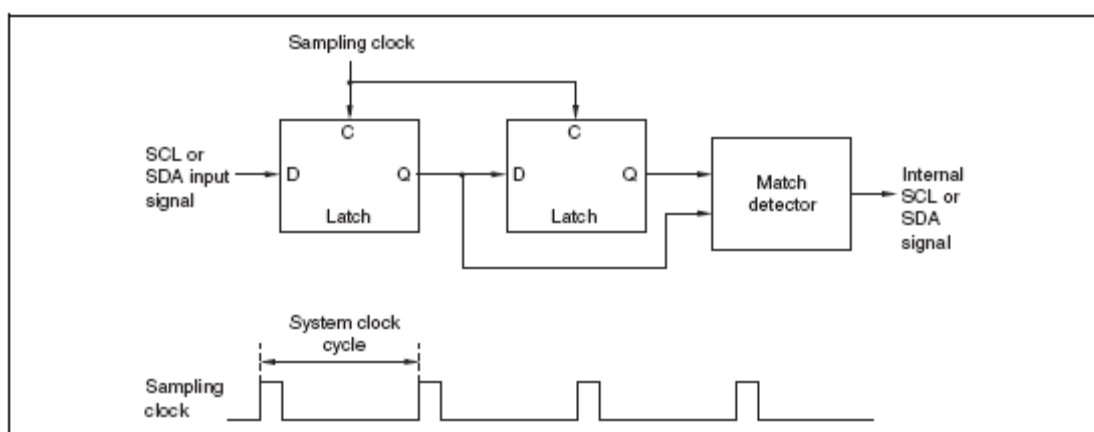 Sampling clock
C
C
SCL or
SDA input
signal
D
Q
Latch
D
Q
Latch
Match
detector
Internal
SCL or
SDA
signal
System clock
cycle
Sampling
clock